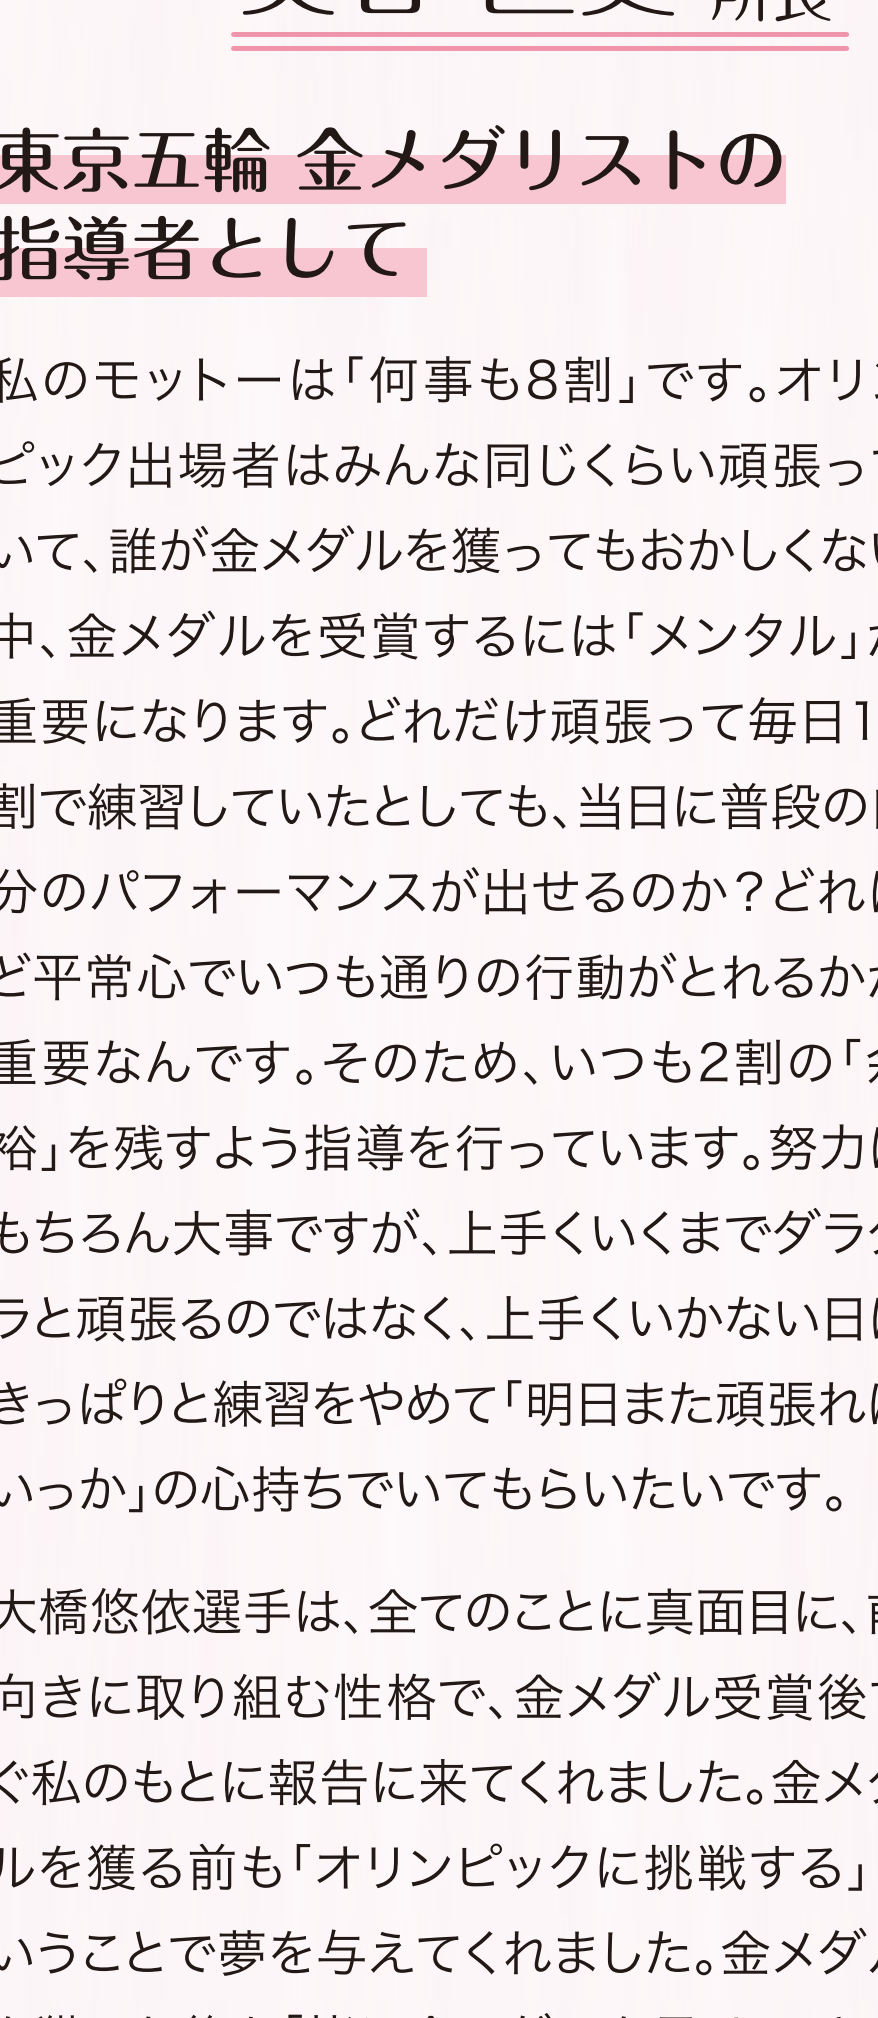 所長
東京五輪 金メダリストの
指導者として
私のモットーは「何事も8割」です。オリ
ピック出場者はみんな同じくらい頑張っ
いて、誰が金メダルを獲ってもおかしくな
中、金メダルを受賞するには「メンタル」
重要になります。どれだけ頑張って毎日1
割で練習していたとしても、当日に普段の
分のパフォーマンスが出せるのか？どれ
ど平常心でいつも通りの行動がとれるか
重要なんです。そのため、いつも2割の「
裕」を残すよう指導を行っています。努力
もちろん大事ですが、上手くいくまでダラ
ラと頑張るのではなく、上手くいかない日
きっぱりと練習をやめて「明日また頑張れ
いっか」の心持ちでいてもらいたいです。
大橋悠依選手は、全てのことに真面目に、
向きに取り組む性格で、金メダル受賞後
ぐ私のもとに報告に来てくれました。金メ
ルを獲る前も「オリンピックに挑戦する」
いうことで夢を与えてくれました。金メダ